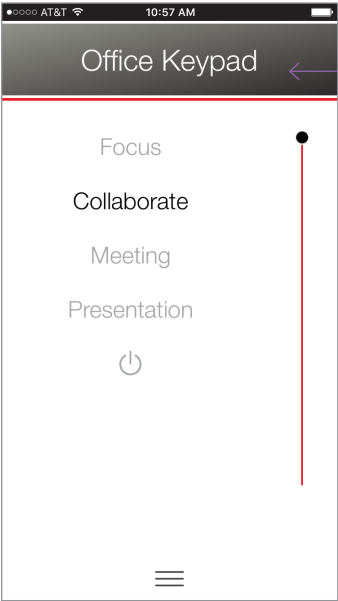 AT&T 10:57 AM
Office Keypad
Focus
Collaborate
Meeting
Presentation